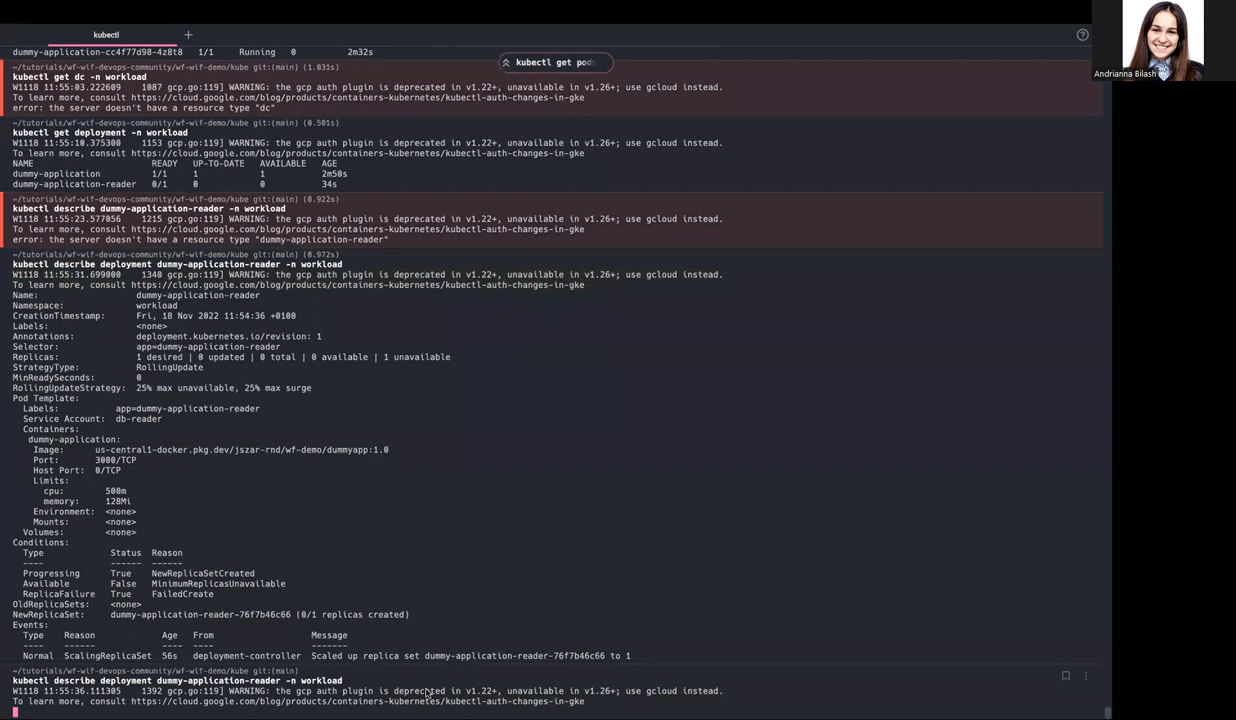 kubectl
+
Andrianna Bilash
dummy-application-cc4f77d98-4z8t8 1/1 Running 0 2m32s
kubectl get pods
~/tutorials/wf-wif-devops-community/wf-wif-demo/kube git:(main) (1.031s)
kubectl get dc -n workload
W1118 11:55:03.222609 1087 gcp.go:119] WARNING: the gcp auth plugin is deprecated in v1.22+, unavailable in v1.26+; use gcloud instead.
To learn more, consult https://cloud.google.com/blog/products/containers-kubernetes/kubectl-auth-changes-in-gke
error: the server doesn't have a resource type "dc"
~/tutorials/wf-wif-devops-community/wf-wif-demo/kube git:(main) (0.501s)
kubectl get deployment -n workload
W1118 11:55:10.375300 1153 gcp.go:119] WARNING: the gcp auth plugin is deprecated in v1.22+, unavailable in v1.26+; use gcloud instead.
To learn more, consult https://cloud.google.com/blog/products/containers-kubernetes/kubectl-auth-changes-in-gke
NAME READY UP-TO-DATE AVAILABLE AGE
dummy-application 1/1 1 1 2m50s
dummy-application-reader 0/1 0 0 34s
~/tutorials/wf-wif-devops-community/wf-wif-demo/kube git:(main) (0.922s)
kubectl describe dummy-application-reader -n workload
W1118 11:55:23.577056 1215 gcp.go:119] WARNING: the gcp auth plugin is deprecated in v1.22+, unavailable in v1.26+; use gcloud instead.
To learn more, consult https://cloud.google.com/blog/products/containers-kubernetes/kubectl-auth-changes-in-gke
error: the server doesn't have a resource type "dummy-application-reader"
~/tutorials/wf-wif-devops-community/wf-wif-demo/kube git:(main) (0.972s)
kubectl describe deployment dummy-application-reader -n workload
W1118 11:55:31.699000 1340 gcp.go:119] WARNING: the gcp auth plugin is deprecated in v1.22+, unavailable in v1.26+; use gcloud instead.
To learn more, consult https://cloud.google.com/blog/products/containers-kubernetes/kubectl-auth-changes-in-gke
Name: dummy-application-reader
Namespace: workload
CreationTimestamp: Fri, 18 Nov 2022 11:54:36 +0100
Labels: <none>
Annotations: deployment.kubernetes.io/revision: 1
Selector: app=dummy-application-reader
Replicas: 1 desired | 0 updated | 0 total | 0 available | 1 unavailable
StrategyType: RollingUpdate
MinReadySeconds: 0
RollingUpdateStrategy: 25% max unavailable, 25% max surge
Pod Template:
Labels: app=dummy-application-reader
Service Account: db-reader
Containers:
dummy-application:
Image: us-central1-docker.pkg.dev/jszar-rnd/wf-demo/dummyapp:1.0
Port: 3000/TCP
Host Port: 0/TCP
Limits:
cpu: 500m
memory: 128Mi
Environment: <none>
Mounts: <none>
Volumes: <none>
Conditions:
Type Status Reason
---- ------ ------
Progressing True NewReplicaSetCreated
Available False MinimumReplicasUnavailable
ReplicaFailure True FailedCreate
OldReplicaSets: <none>
NewReplicaSet: dummy-application-reader-76f7b46c66 (0/1 replicas created)
Events:
Type Reason Age From Message
---- ------ ---- ---- -------
Normal ScalingReplicaSet 56s deployment-controller Scaled up replica set dummy-application-reader-76f7b46c66 to 1
~/tutorials/wf-wif-devops-community/wf-wif-demo/kube git:(main)
kubectl describe deployment dummy-application-reader -n workload
W1118 11:55:36.111305 1392 gcp.go:119] WARNING: the gcp auth plugin is deprecated in v1.22+, unavailable in v1.26+; use gcloud instead.
To learn more, consult https://cloud.google.com/blog/products/containers-kubernetes/kubectl-auth-changes-in-gke